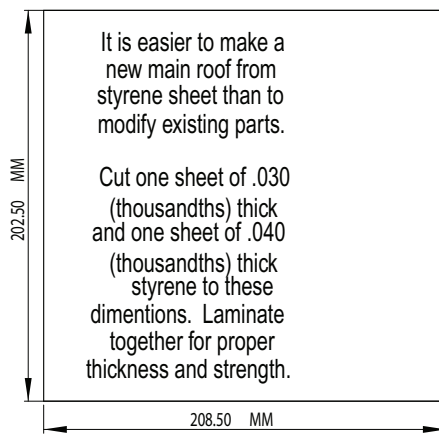 It is easier to make a
new main roof from
styrene sheet than to
modify existing parts.
Cut one sheet of .030
(thousandths) thick
and one sheet of .040
(thousandths) thick
styrene to these
dimentions. Laminate
together for proper
thickness and strength.
202.50 MM
208.50 MM